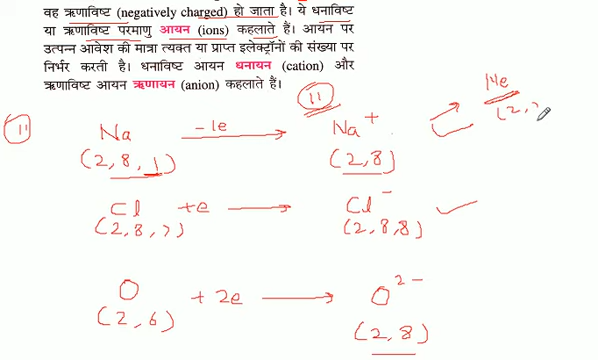 वह ऋणाविष्ट (negatively charged) हो जाता है। ये धनाविष्ट
या ऋणाविष्ट परमाणु आयन (ions) कहलाते हैं। आयन पर
उत्पन्न आवेश की मात्रा त्यक्त या प्राप्त इलेक्ट्रॉनों की संख्या पर
निर्भर करती है। धनाविष्ट आयन धनायन (cation) और
ऋणाविष्ट आयन ऋणायन (anion) कहलाते हैं।
11 Ne
(2,
11 Na -1e Na+
(2, 8, 1) (2, 8)
Cl +e Cl-
(2, 8, 7) (2, 8, 8)
O + 2e O2-
(2, 6) (2, 8)